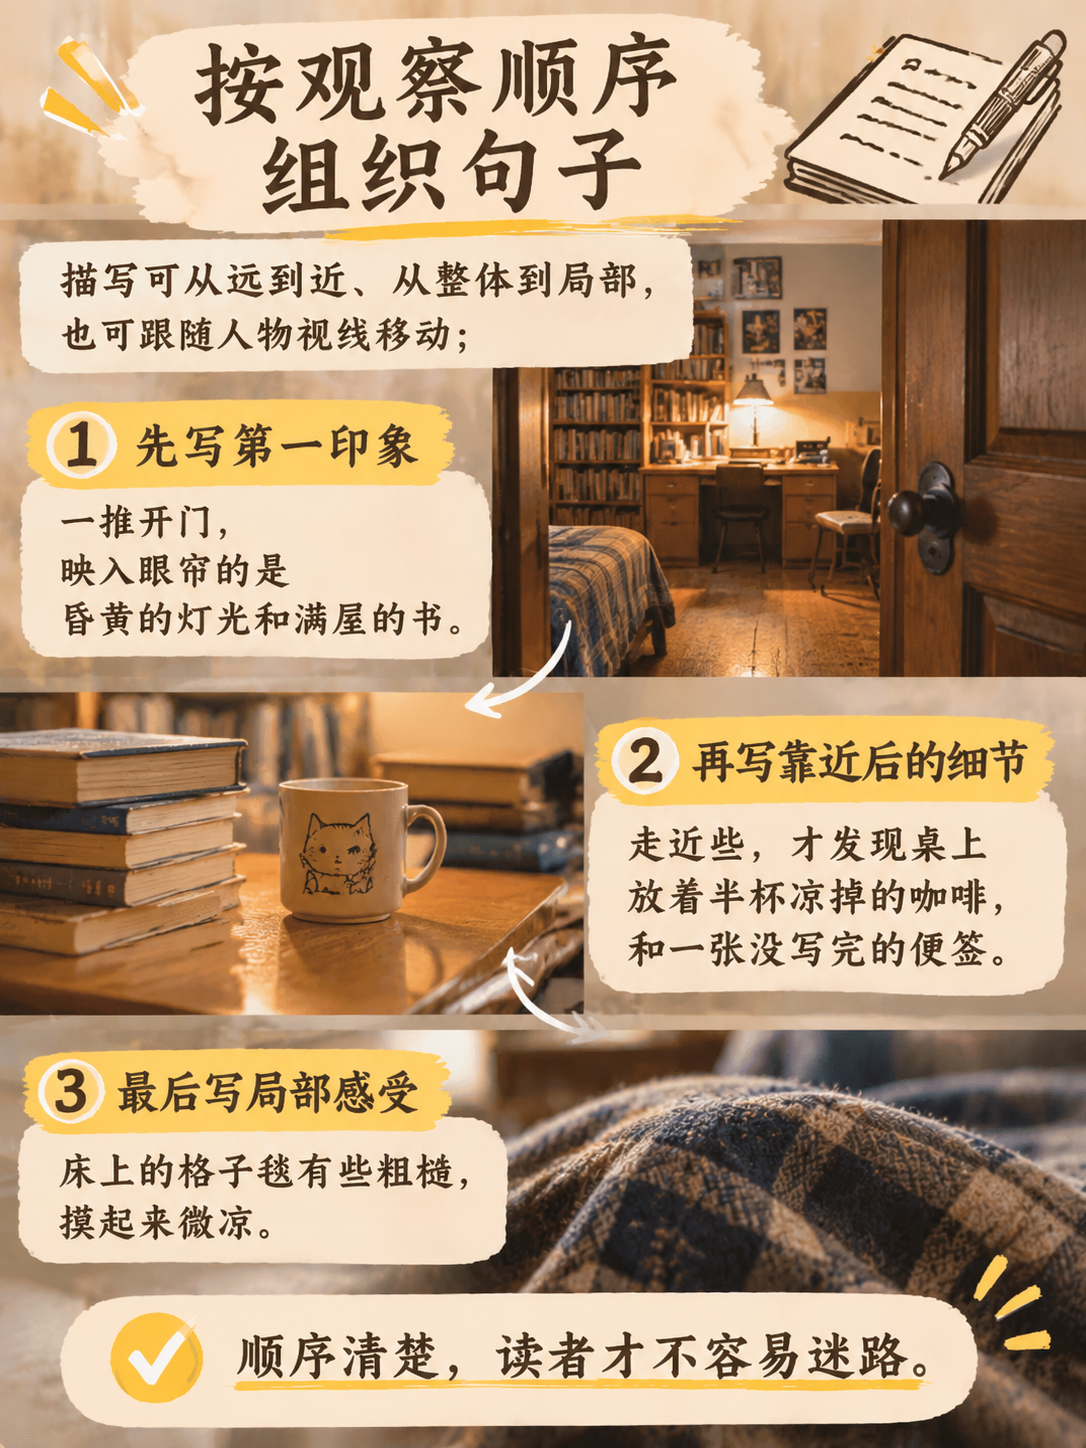 按观察顺序
组织句子
描写可从远到近、从整体到局部，
也可跟随人物视线移动；
1 先写第一印象
一推开门，
映入眼帘的是
昏黄的灯光和满屋的书。
2 再写靠近后的细节
走近些，才发现桌上
放着半杯凉掉的咖啡，
和一张没写完的便签。
3 最后写局部感受
床上的格子毯有些粗糙，
摸起来微凉。
顺序清楚，读者才不容易迷路。